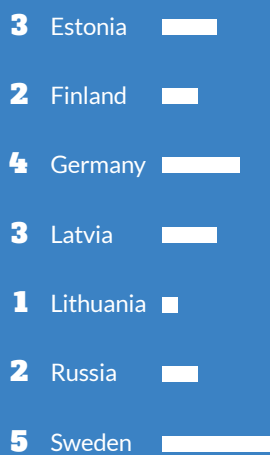 3 Estonia
2 Finland
4 Germany
3 Latvia
1 Lithuania
2 Russia
5 Sweden